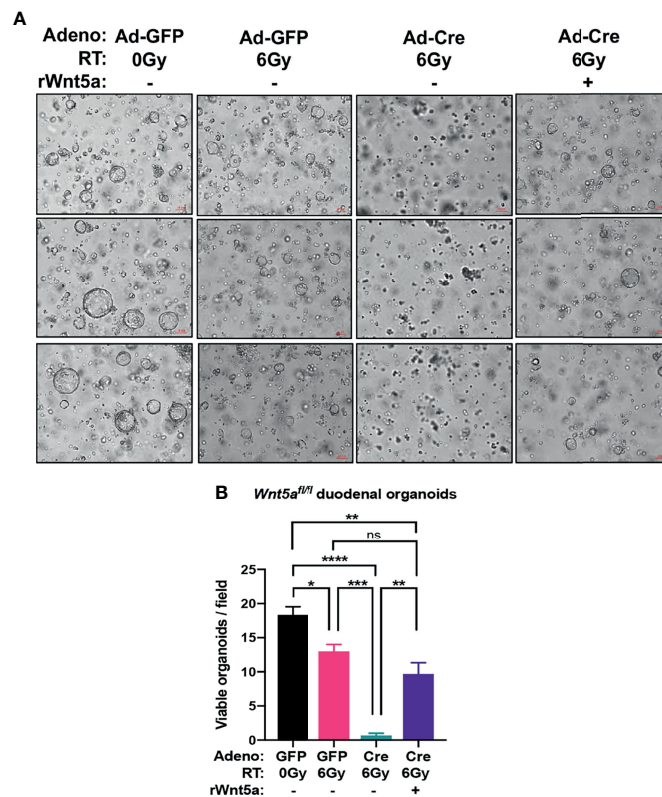 A
Adeno: Ad-GFP Ad-GFP Ad-Cre Ad-Cre
RT: 0Gy 6Gy 6Gy 6Gy
rWnt5a: - - - +
B Wnt5afl/fl duodenal organoids
**
ns
****
* *** **
Viable organoids / field
25
20
15
10
5
0
Adeno: GFP GFP Cre Cre
RT: 0Gy 6Gy 6Gy 6Gy
rWnt5a: - - - +